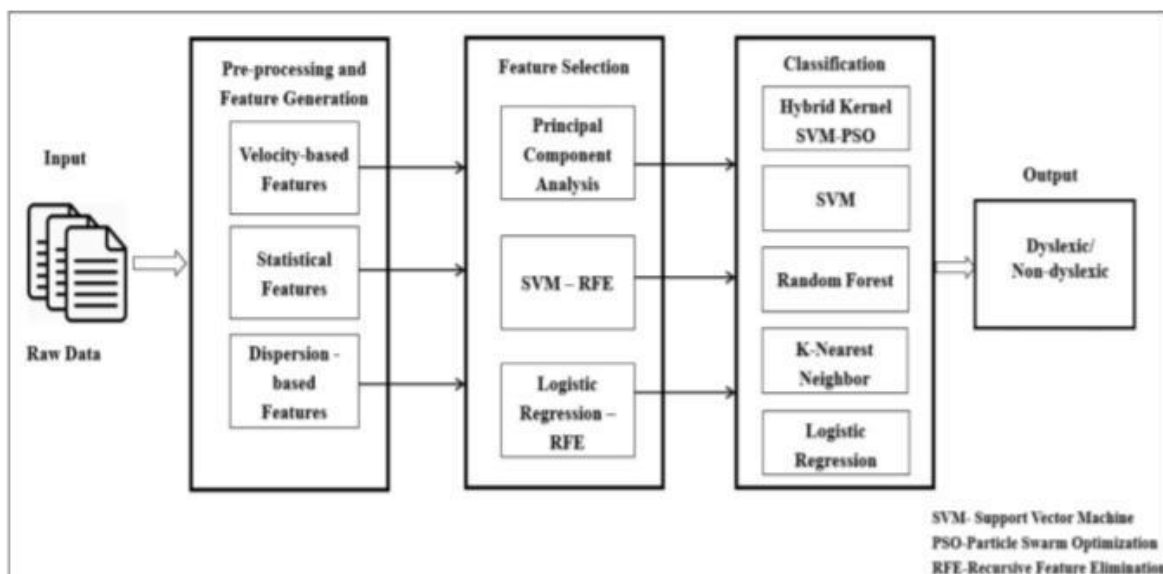 Input
Raw Data
Pre-processing and
Feature Generation
Velocity-based
Features
Statistical
Features
Dispersion -
based
Features
Feature Selection
Principal
Component
Analysis
SVM – RFE
Logistic
Regression –
RFE
Classification
Hybrid Kernel
SVM-PSO
SVM
Random Forest
K-Nearest
Neighbor
Logistic
Regression
Output
Dyslexic/
Non-dyslexic
SVM- Support Vector Machine
PSO-Particle Swarm Optimization
RFE-Recursive Feature Elimination